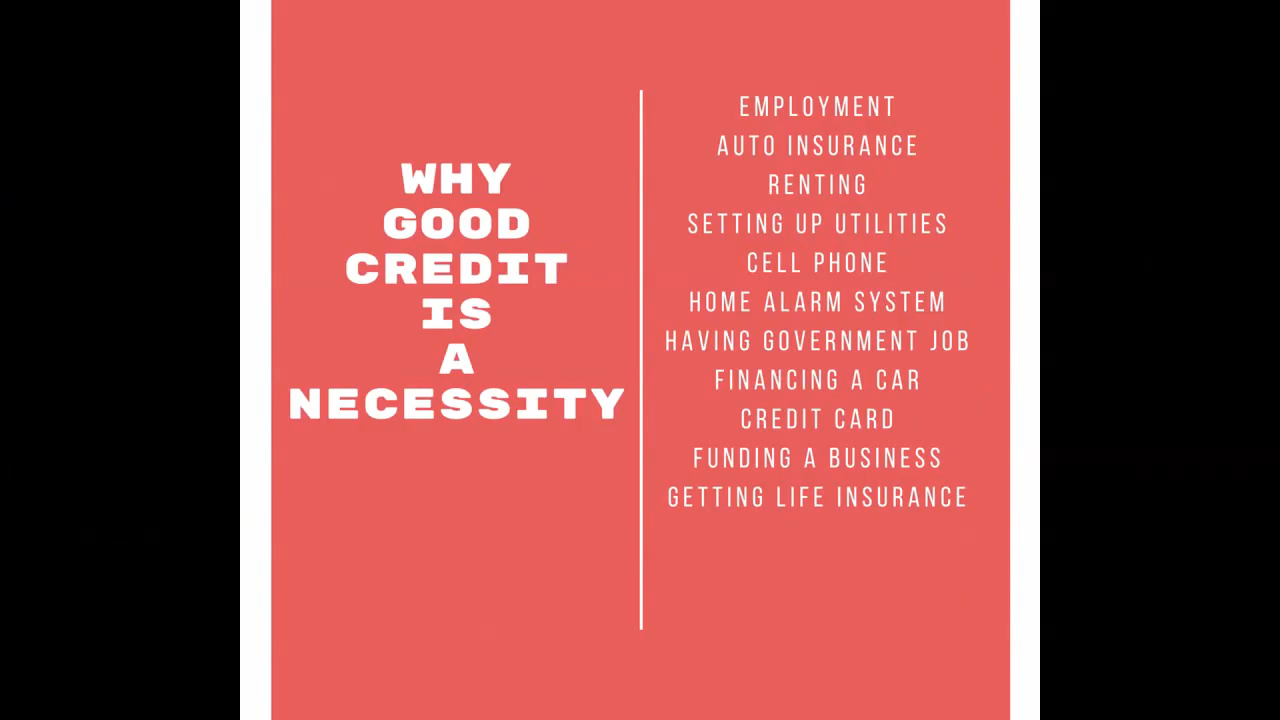 WHY
GOOD
CREDIT
IS
A
NECESSITY
EMPLOYMENT
AUTO INSURANCE
RENTING
SETTING UP UTILITIES
CELL PHONE
HOME ALARM SYSTEM
HAVING GOVERNMENT JOB
FINANCING A CAR
CREDIT CARD
FUNDING A BUSINESS
GETTING LIFE INSURANCE